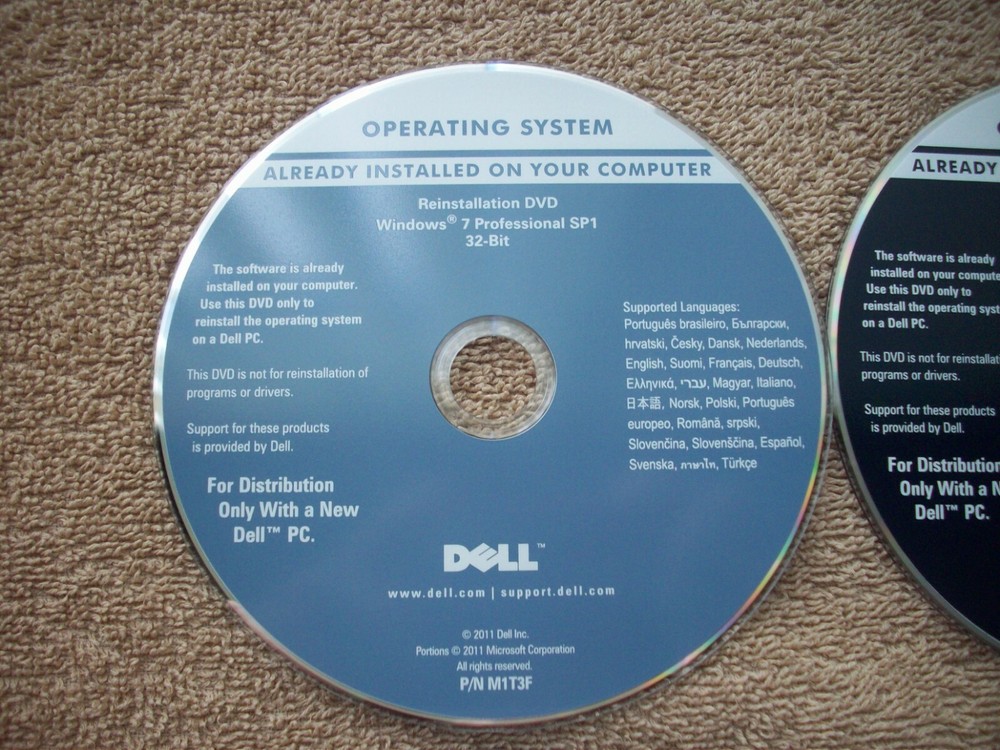 OPERATING SYSTEM
ALREADY INSTALLED ON YOUR COMPUTER
Reinstallation DVD
Windows® 7 Professional SP1
32-Bit
The software is already
installed on your computer.
Use this DVD only to
reinstall the operating system
on a Dell PC.
This DVD is not for reinstallation of
programs or drivers.
Support for these products
is provided by Dell.
For Distribution
Only With a New
Dell™ PC.
Supported Languages:
Português brasileiro, Български,
hrvatski, Česky, Dansk, Nederlands,
English, Suomi, Français, Deutsch,
Ελληνικά, עברי, Magyar, Italiano,
日本語, Norsk, Polski, Português
europeo, Română, srpski,
Slovenčina, Slovenščina, Español,
Svenska, ภาษาไทย, Türkçe
DELL™
www.dell.com | support.dell.com
© 2011 Dell Inc.
Portions © 2011 Microsoft Corporation
All rights reserved.
P/N M1T3F
ALREADY
The software is already
installed on your compute
Use this DVD only to
reinstall the operating syst
on a Dell PC.
This DVD is not for reinstallat
programs or drivers.
Support for these products
is provided by Dell.
For Distribution
Only With a N
Dell™ PC.